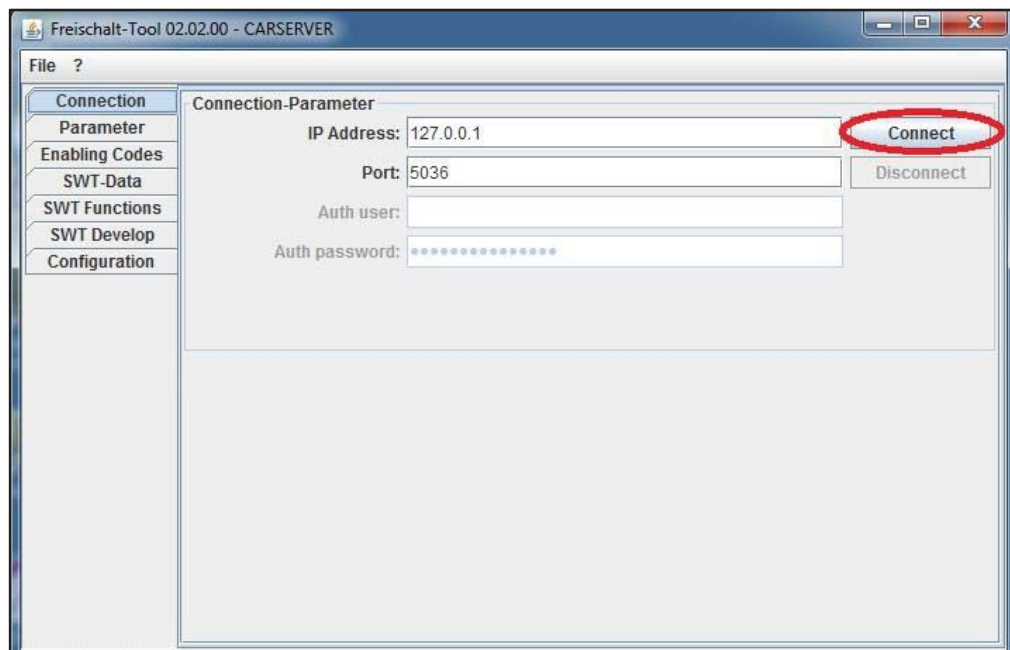 Freischalt-Tool 02.02.00 - CARSERVER
File ?
Connection
Parameter
Enabling Codes
SWT-Data
SWT Functions
SWT Develop
Configuration
Connection-Parameter
IP Address: 127.0.0.1 Connect
Port: 5036 Disconnect
Auth user:
Auth password: •••••••••••••••